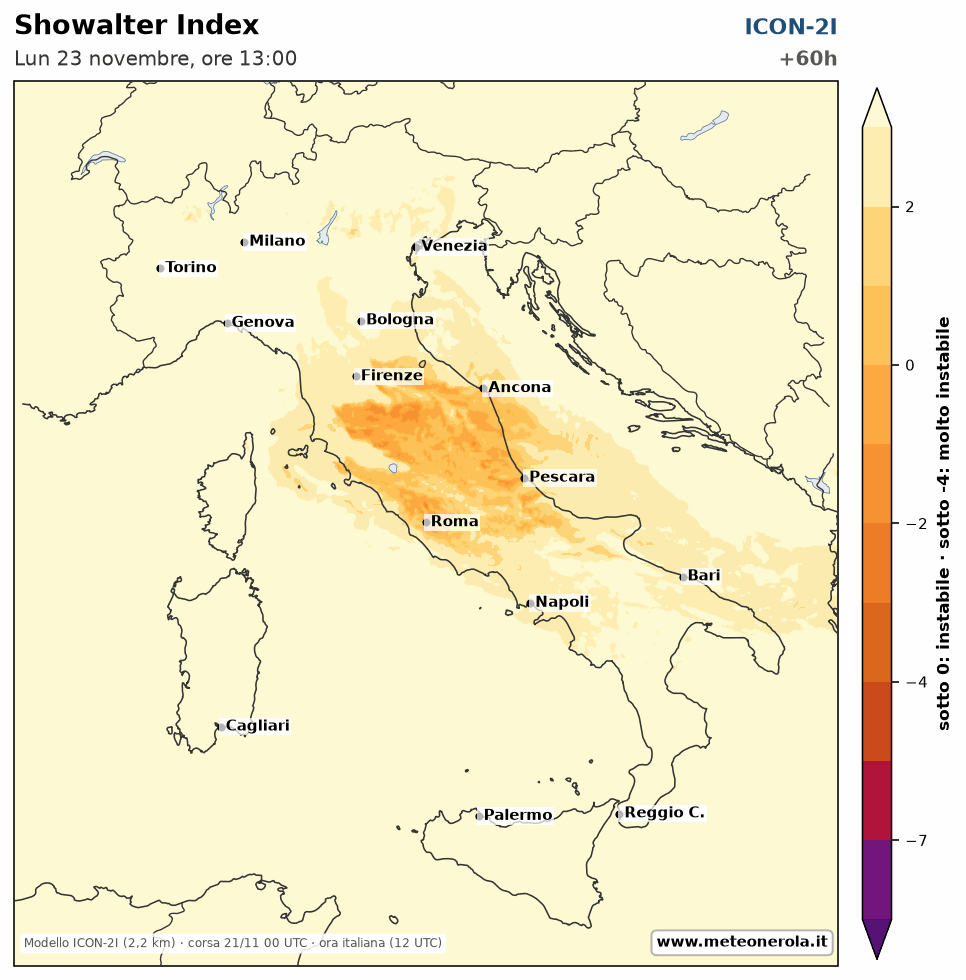 Showalter Index
ICON-2I
Lun 23 novembre, ore 13:00
+60h
Milano
Venezia
Torino
Genova
Bologna
Firenze
Ancona
Pescara
Roma
Bari
Napoli
Cagliari
Palermo
Reggio C.
2
0
−2
−4
−7
sotto 0: instabile · sotto -4: molto instabile
Modello ICON-2I (2,2 km) · corsa 21/11 00 UTC · ora italiana (12 UTC)
www.meteonerola.it